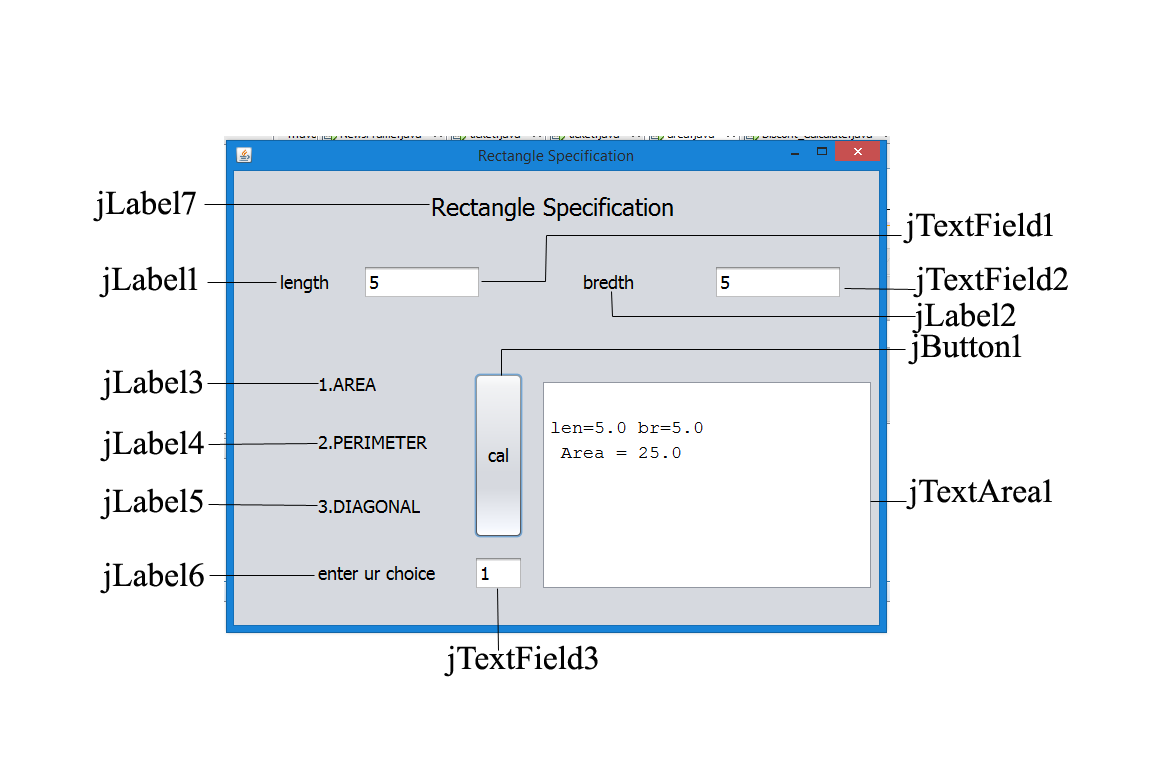 Rectangle Specification
jLabel7
Rectangle Specification
jTextField1
jLabel1
length
5
bredth
5
jTextField2
jLabel2
jButton1
jLabel3
1.AREA
jLabel4
2.PERIMETER
cal
len=5.0 br=5.0
Area = 25.0
jLabel5
3.DIAGONAL
jTextArea1
jLabel6
enter ur choice
1
jTextField3